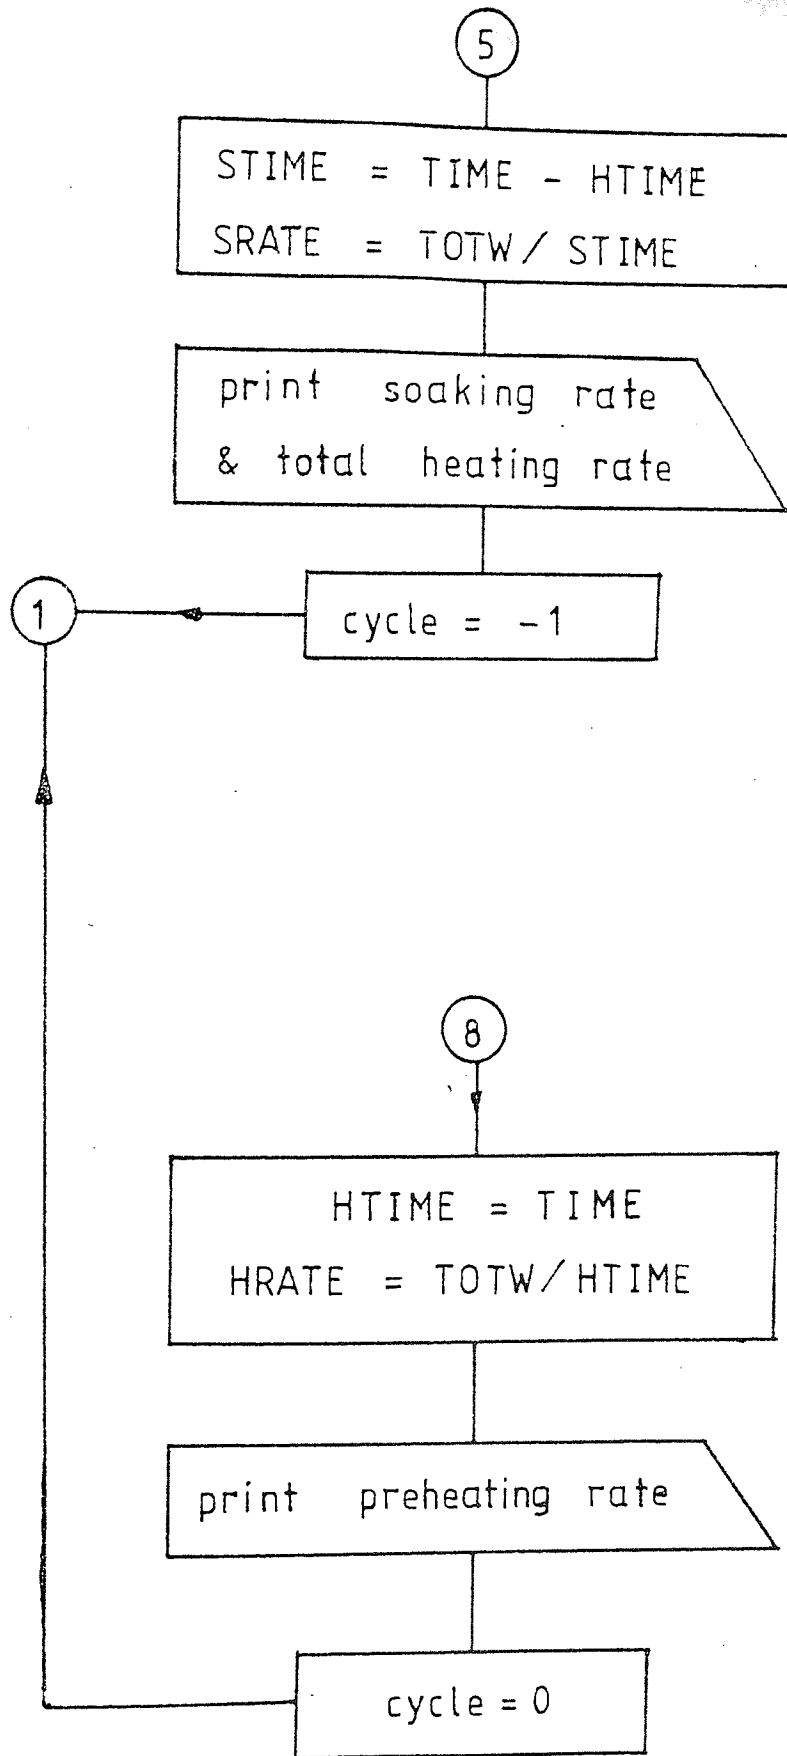 5
STIME = TIME - HTIME
SRATE = TOTW / STIME
print soaking rate
& total heating rate
1
cycle = -1
8
HTIME = TIME
HRATE = TOTW/HTIME
print preheating rate
cycle = 0